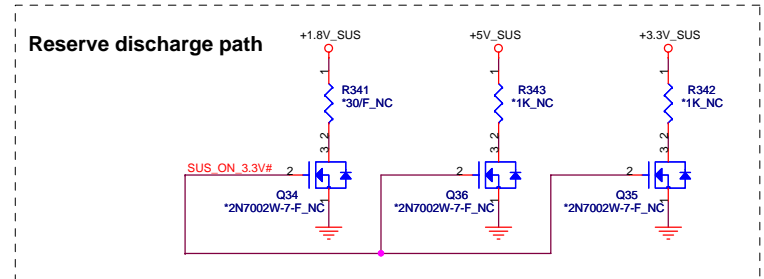 Reserve discharge path
+1.8V_SUS
+5V_SUS
+3.3V_SUS
1
1
1
R341
*30/F_NC
R343
*1K_NC
R342
*1K_NC
2
2
2
3
3
3
SUS_ON_3.3V#
2
2
2
1
1
1
Q34
*2N7002W-7-F_NC
Q36
*2N7002W-7-F_NC
Q35
*2N7002W-7-F_NC